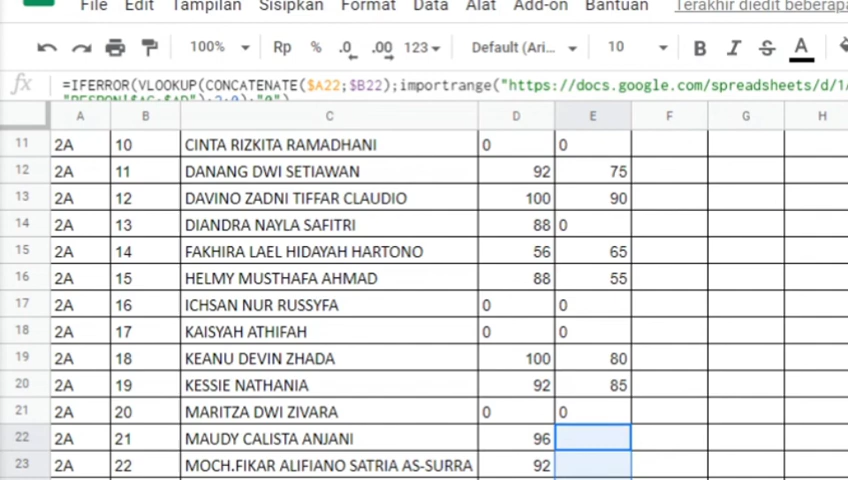 File Edit Tampilan Sisipkan Format Data Alat Add-on Bantuan Terakhir diedit
100% Rp % .0 .00 123 Default (Ari... 10 B I S A
fx =IFERROR(VLOOKUP(CONCATENATE($A22;$B22);importrange("https://docs.google.com/spreadsheets/d/1
A B C D E F G H
11 2A 10 CINTA RIZKITA RAMADHANI 0 0
12 2A 11 DANANG DWI SETIAWAN 92 75
13 2A 12 DAVINO ZADNI TIFFAR CLAUDIO 100 90
14 2A 13 DIANDRA NAYLA SAFITRI 88 0
15 2A 14 FAKHIRA LAEL HIDAYAH HARTONO 56 65
16 2A 15 HELMY MUSTHAFA AHMAD 88 55
17 2A 16 ICHSAN NUR RUSSYFA 0 0
18 2A 17 KAISYAH ATHIFAH 0 0
19 2A 18 KEANU DEVIN ZHADA 100 80
20 2A 19 KESSIE NATHANIA 92 85
21 2A 20 MARITZA DWI ZIVARA 0 0
22 2A 21 MAUDY CALISTA ANJANI 96
23 2A 22 MOCH.FIKAR ALIFIANO SATRIA AS-SURRA 92